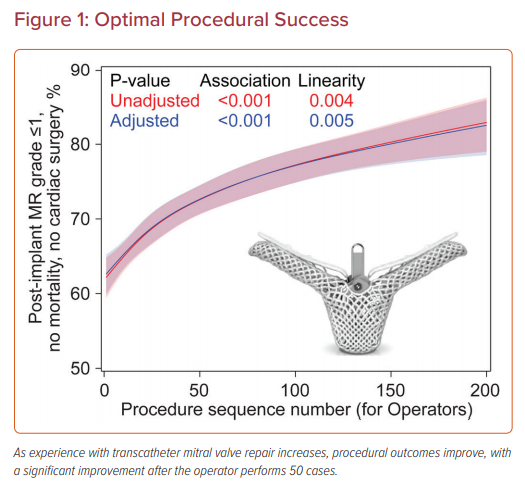 Figure 1: Optimal Procedural Success
Post-implant MR grade ≤1,
no mortality, no cardiac surgery %
90
80
70
60
50
P-value Association Linearity
Unadjusted <0.001 0.004
Adjusted <0.001 0.005
0 50 100 150 200
Procedure sequence number (for Operators)
As experience with transcatheter mitral valve repair increases, procedural outcomes improve, with
a significant improvement after the operator performs 50 cases.